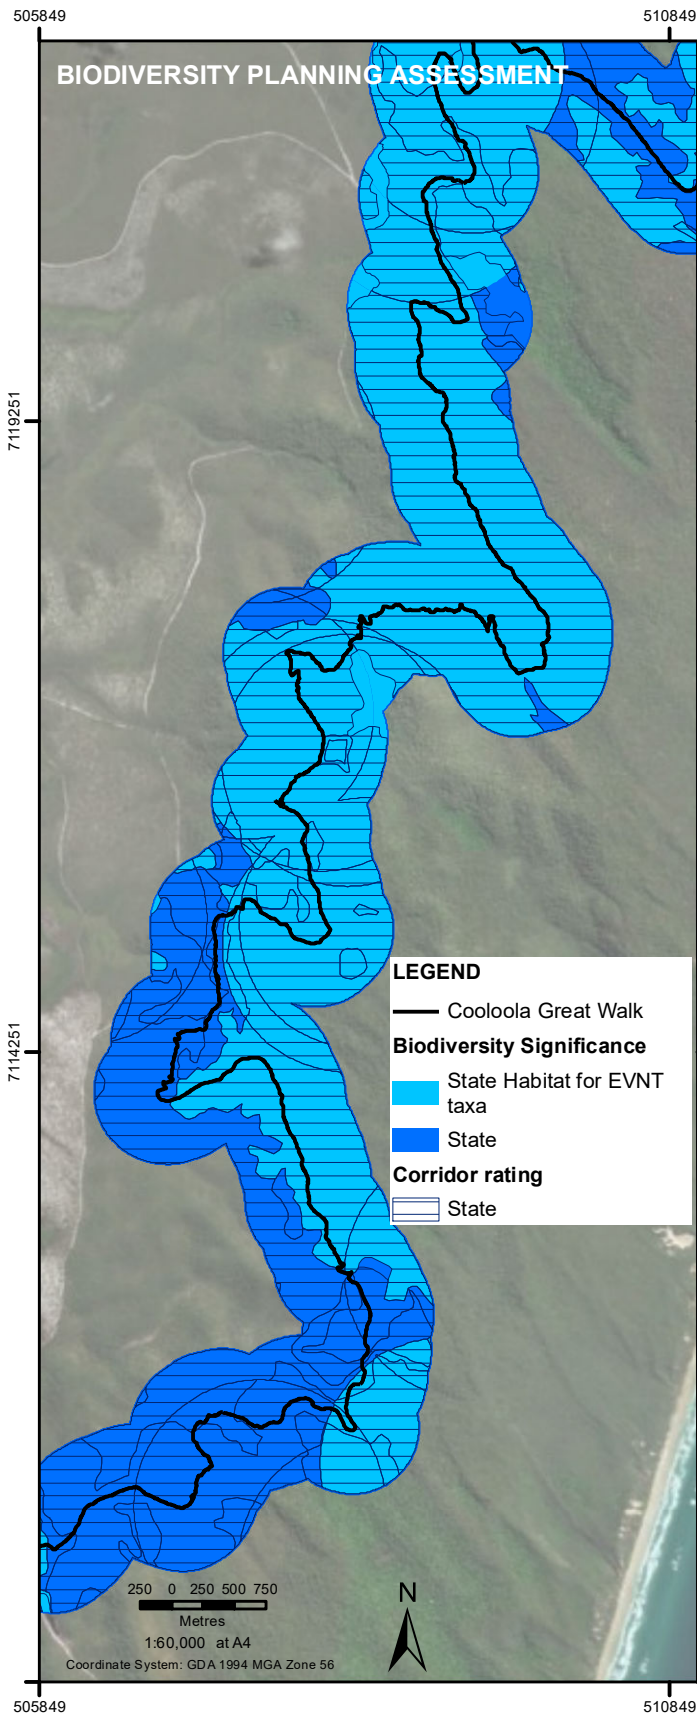 505849 510849
BIODIVERSITY PLANNING ASSESSMENT
7119251
7114251
LEGEND
Cooloola Great Walk
Biodiversity Significance
State Habitat for EVNT
taxa
State
Corridor rating
State
250 0 250 500 750
Metres
1:60,000 at A4
Coordinate System: GDA 1994 MGA Zone 56
N
505849 510849